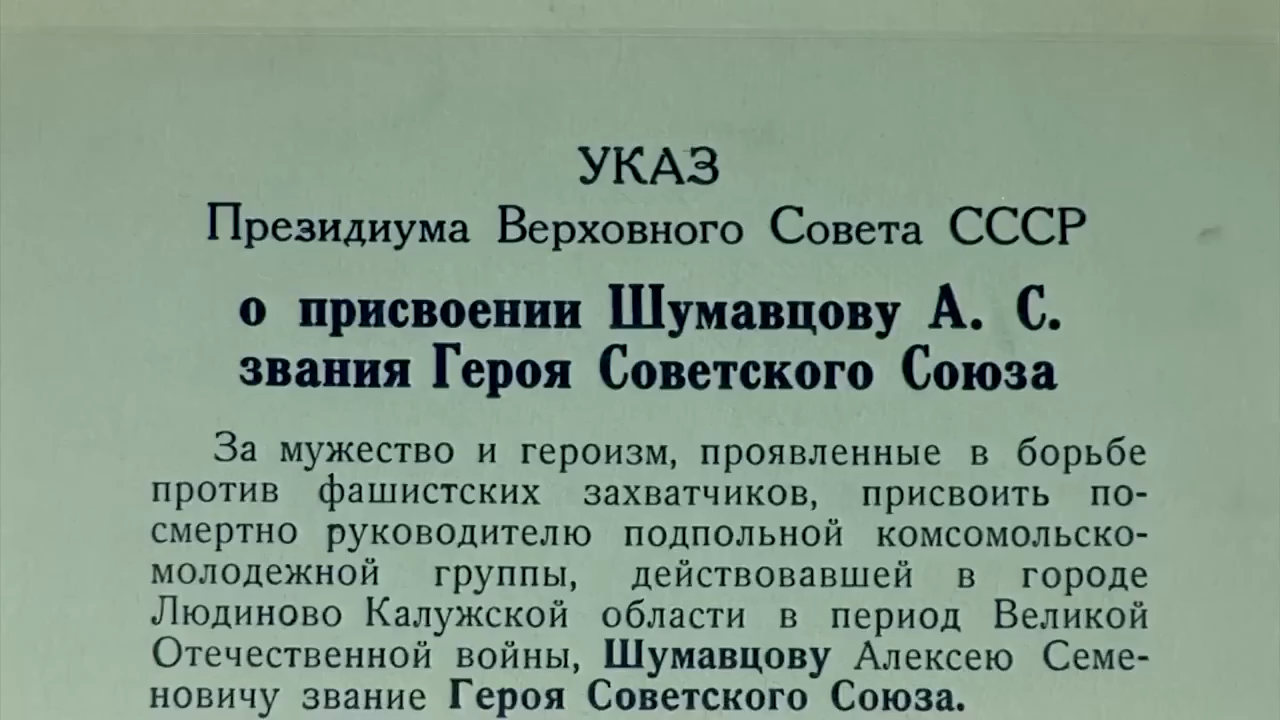 УКАЗ
Президиума Верховного Совета СССР
о присвоении Шумавцову А. С.
звания Героя Советского Союза
За мужество и героизм, проявленные в борьбе
против фашистских захватчиков, присвоить по-
смертно руководителю подпольной комсомольско-
молодежной группы, действовавшей в городе
Людиново Калужской области в период Великой
Отечественной войны, Шумавцову Алексею Семе-
новичу звание Героя Советского Союза.